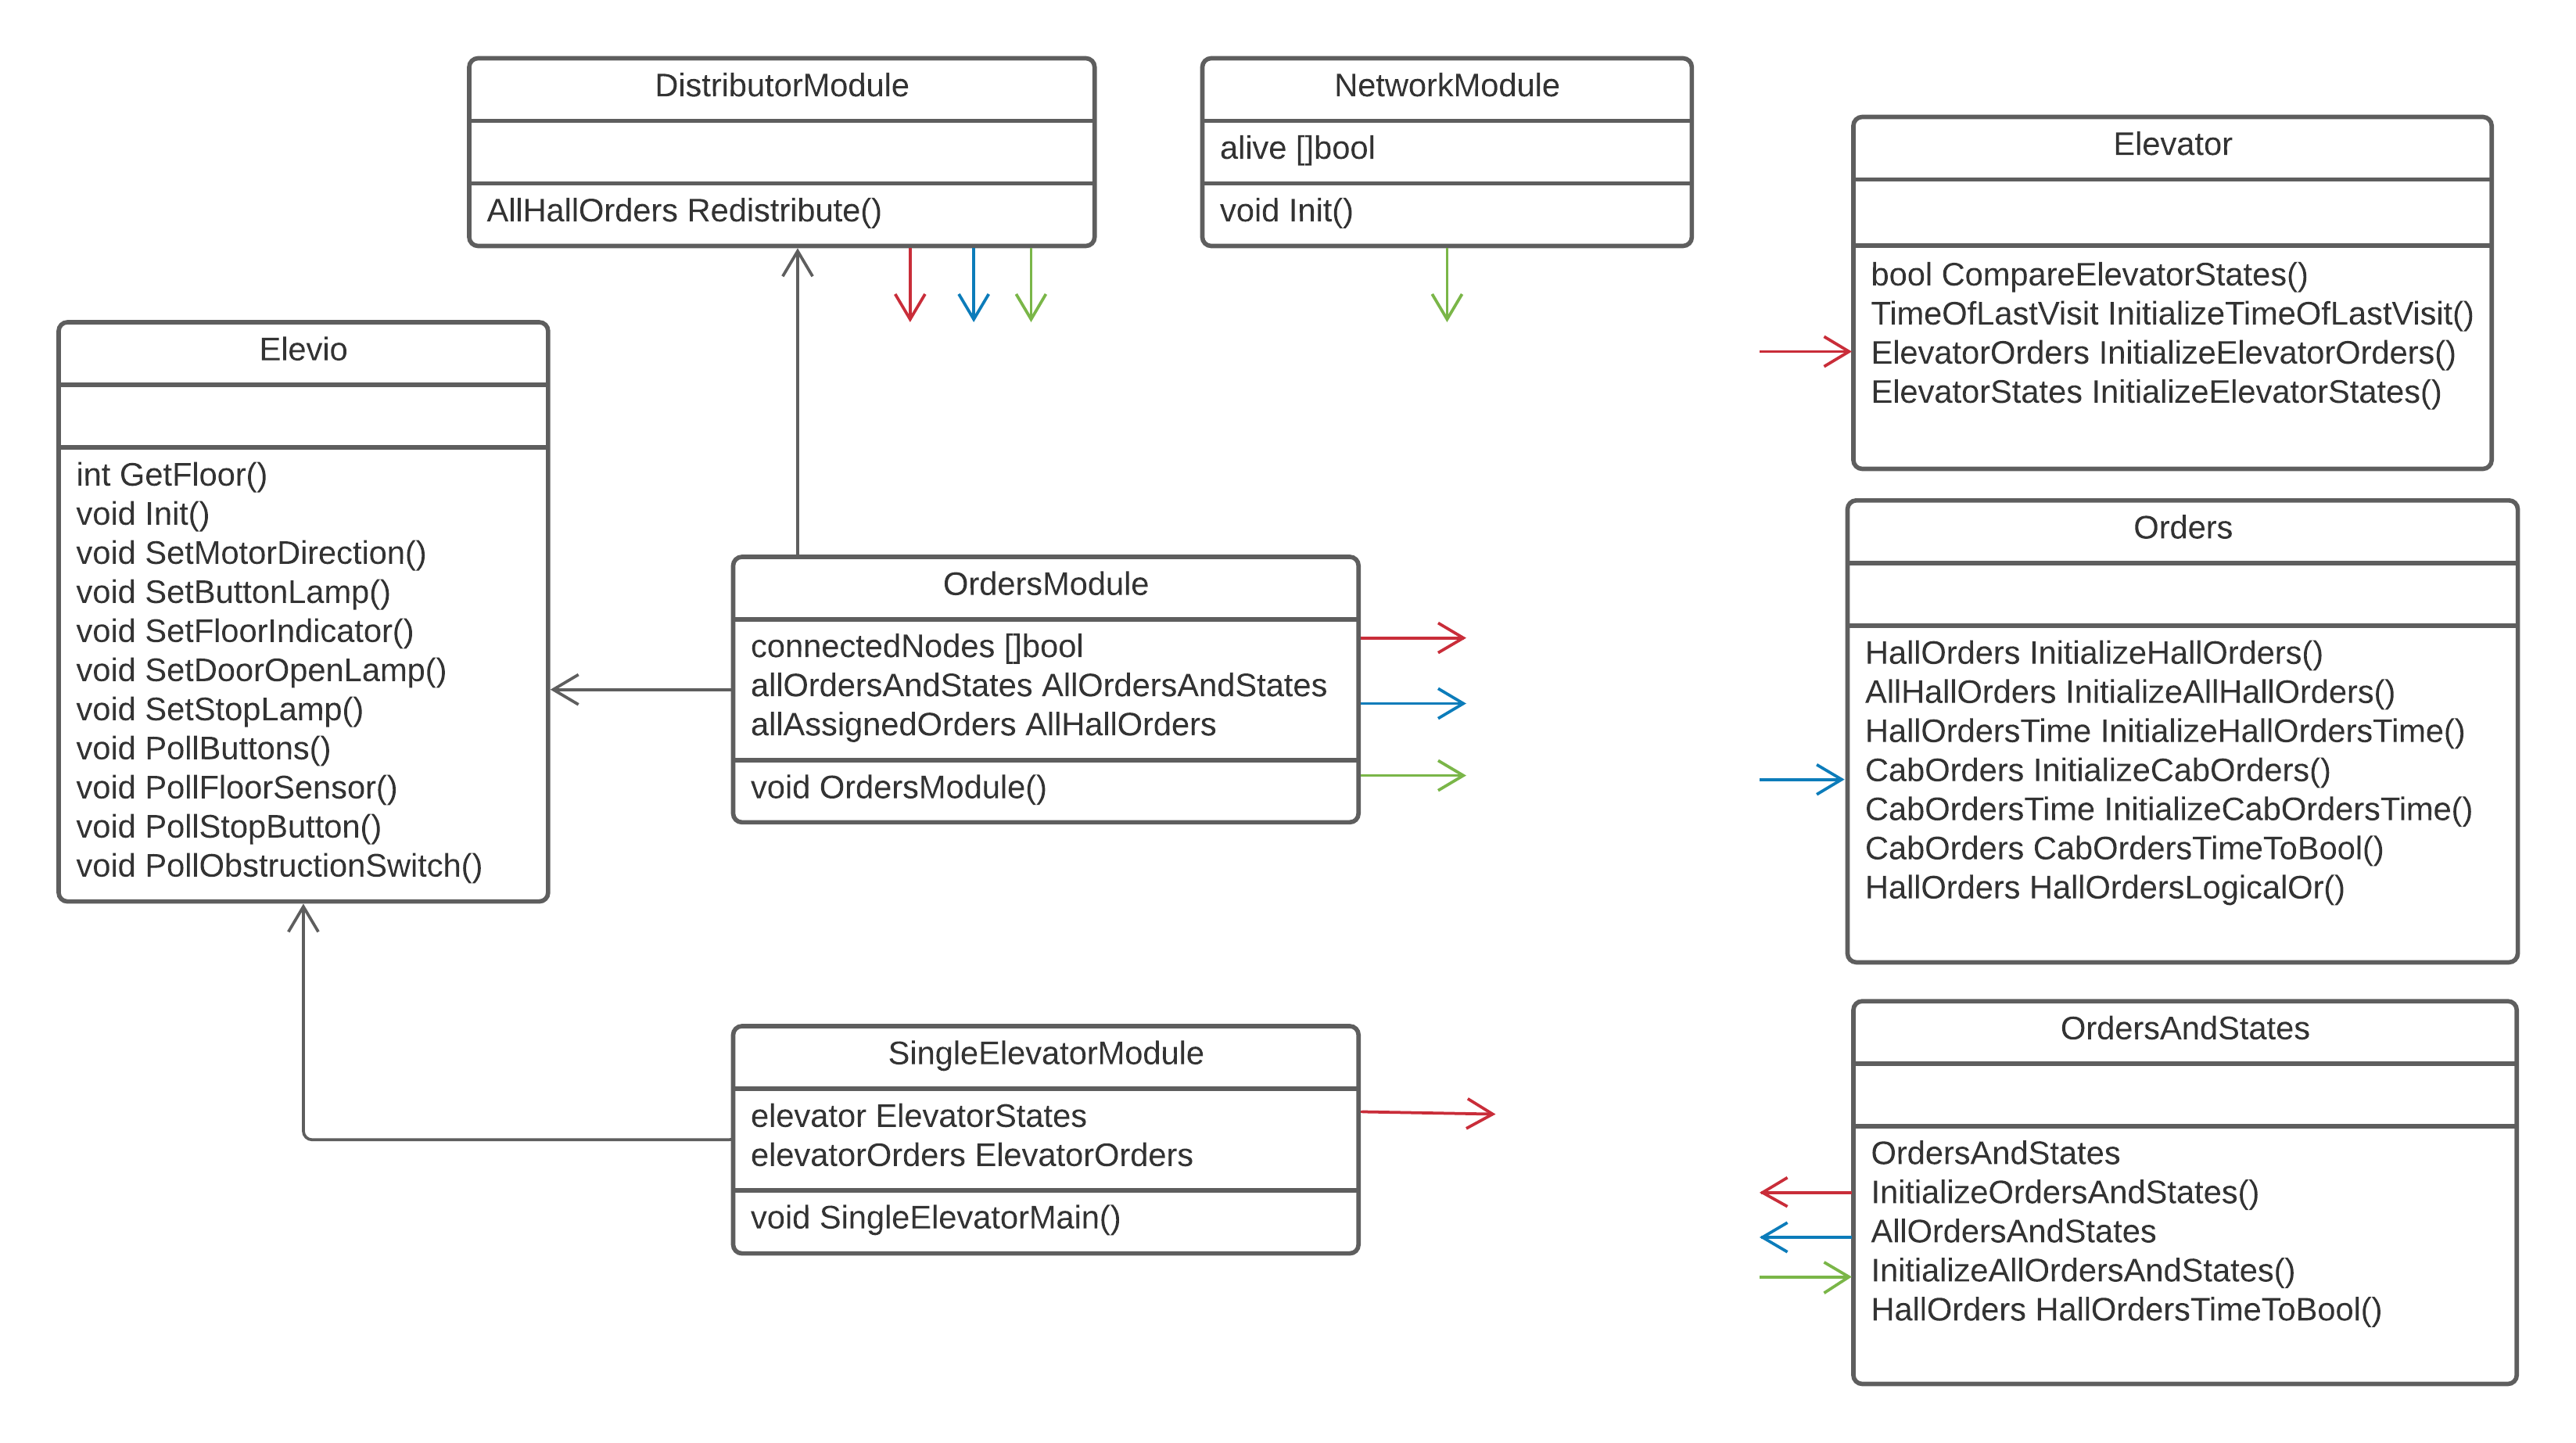 DistributorModule
AllHallOrders Redistribute()
NetworkModule
alive []bool
void Init()
Elevator
bool CompareElevatorStates()
TimeOfLastVisit InitializeTimeOfLastVisit()
ElevatorOrders InitializeElevatorOrders()
ElevatorStates InitializeElevatorStates()
Elevio
int GetFloor()
void Init()
void SetMotorDirection()
void SetButtonLamp()
void SetFloorIndicator()
void SetDoorOpenLamp()
void SetStopLamp()
void PollButtons()
void PollFloorSensor()
void PollStopButton()
void PollObstructionSwitch()
OrdersModule
connectedNodes []bool
allOrdersAndStates AllOrdersAndStates
allAssignedOrders AllHallOrders
void OrdersModule()
Orders
HallOrders InitializeHallOrders()
AllHallOrders InitializeAllHallOrders()
HallOrdersTime InitializeHallOrdersTime()
CabOrders InitializeCabOrders()
CabOrdersTime InitializeCabOrdersTime()
CabOrders CabOrdersTimeToBool()
HallOrders HallOrdersLogicalOr()
SingleElevatorModule
elevator ElevatorStates
elevatorOrders ElevatorOrders
void SingleElevatorMain()
OrdersAndStates
OrdersAndStates
InitializeOrdersAndStates()
AllOrdersAndStates
InitializeAllOrdersAndStates()
HallOrders HallOrdersTimeToBool()